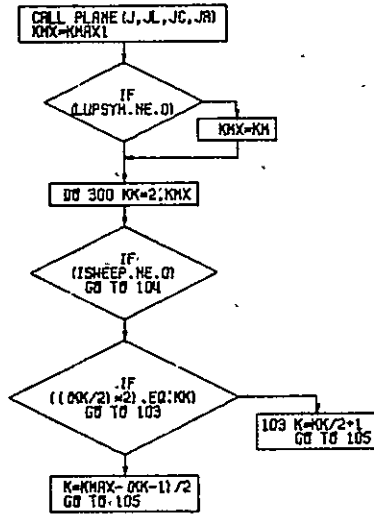 CALL PLANE(J,JL,JC,JA)
KMX=KMAX1
IF
(LUPSYM.NE.0)
KMX=KM
DO 300 KK=2,KMX
IF
(ISWEEP.NE.0)
GO TO 104
IF
(((KK/2)*2).EQ.KK)
GO TO 103
103 K=KK/2+1
GO TO 105
K=KMAX-(KK-1)/2
GO TO 105